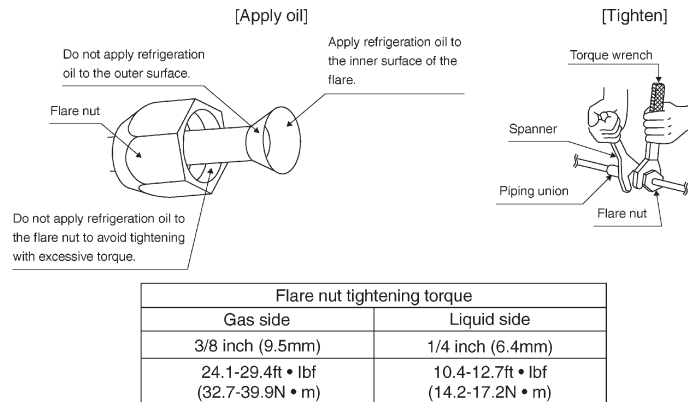 [Apply oil]
[Tighten]
Do not apply refrigeration
oil to the outer surface.
Apply refrigeration oil to
the inner surface of the
flare.
Flare nut
Do not apply refrigeration oil to
the flare nut to avoid tightening
with excessive torque.
Torque wrench
Spanner
Piping union
Flare nut
Flare nut tightening torque
Gas side
Liquid side
3/8 inch (9.5mm)
1/4 inch (6.4mm)
24.1-29.4ft • lbf
(32.7-39.9N • m)
10.4-12.7ft • lbf
(14.2-17.2N • m)